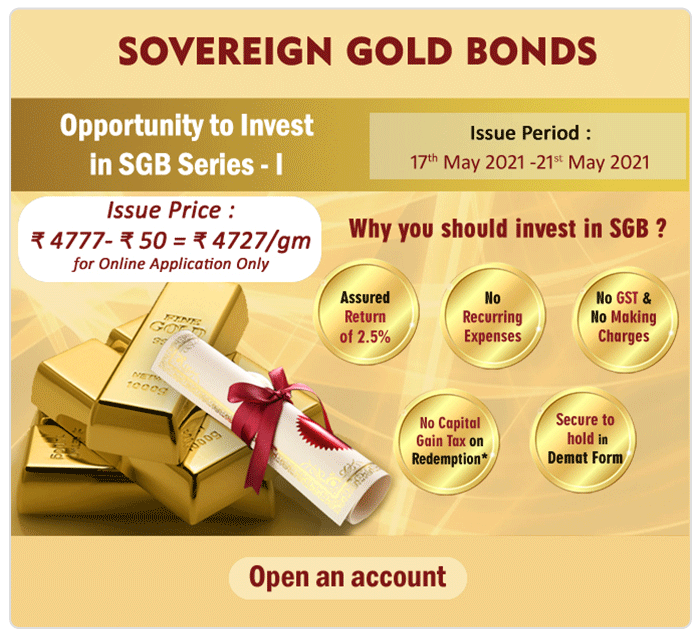 SOVEREIGN GOLD BONDS
Opportunity to Invest
in SGB Series - I
Issue Period :
17th May 2021 -21st May 2021
Issue Price :
₹ 4777- ₹ 50 = ₹ 4727/gm
for Online Application Only
Why you should invest in SGB ?
Assured
Return
of 2.5%
No
Recurring
Expenses
No GST &
No Making
Charges
No Capital
Gain Tax on
Redemption*
Secure to
hold in
Demat Form
FINE
GOLD
1000g
Open an account